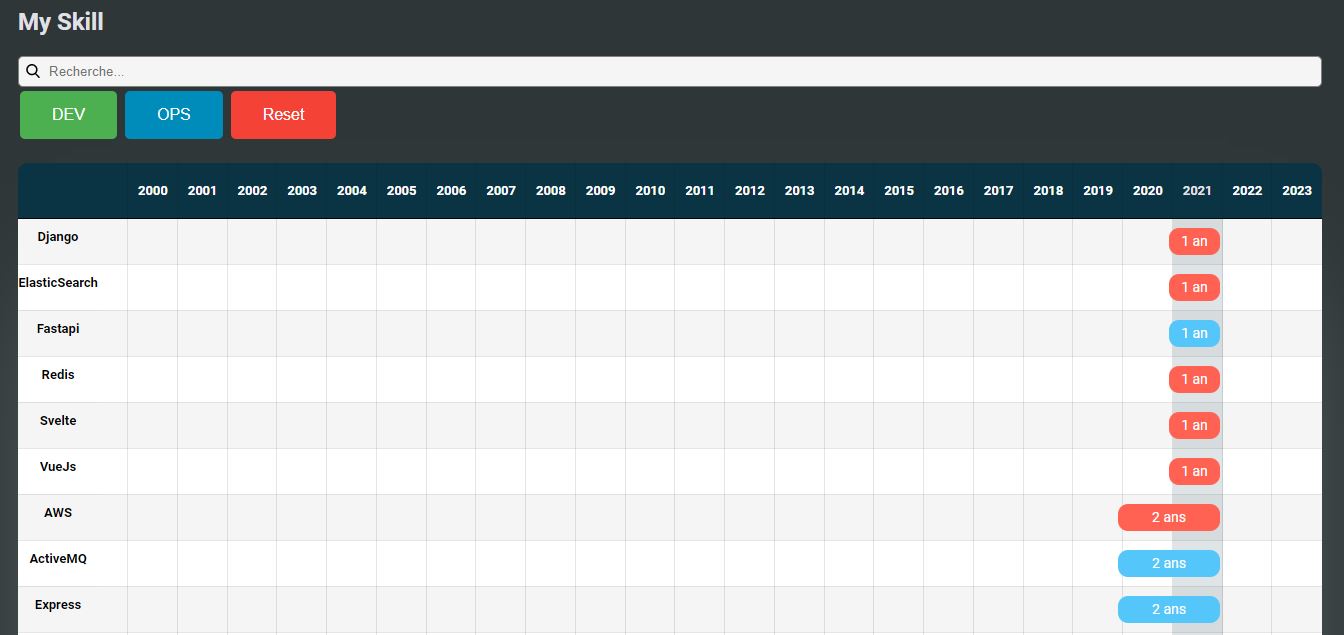 My Skill
Recherche...
DEV OPS Reset
2000 2001 2002 2003 2004 2005 2006 2007 2008 2009 2010 2011 2012 2013 2014 2015 2016 2017 2018 2019 2020 2021 2022 2023
Django 1 an
ElasticSearch 1 an
Fastapi 1 an
Redis 1 an
Svelte 1 an
VueJs 1 an
AWS 2 ans
ActiveMQ 2 ans
Express 2 ans